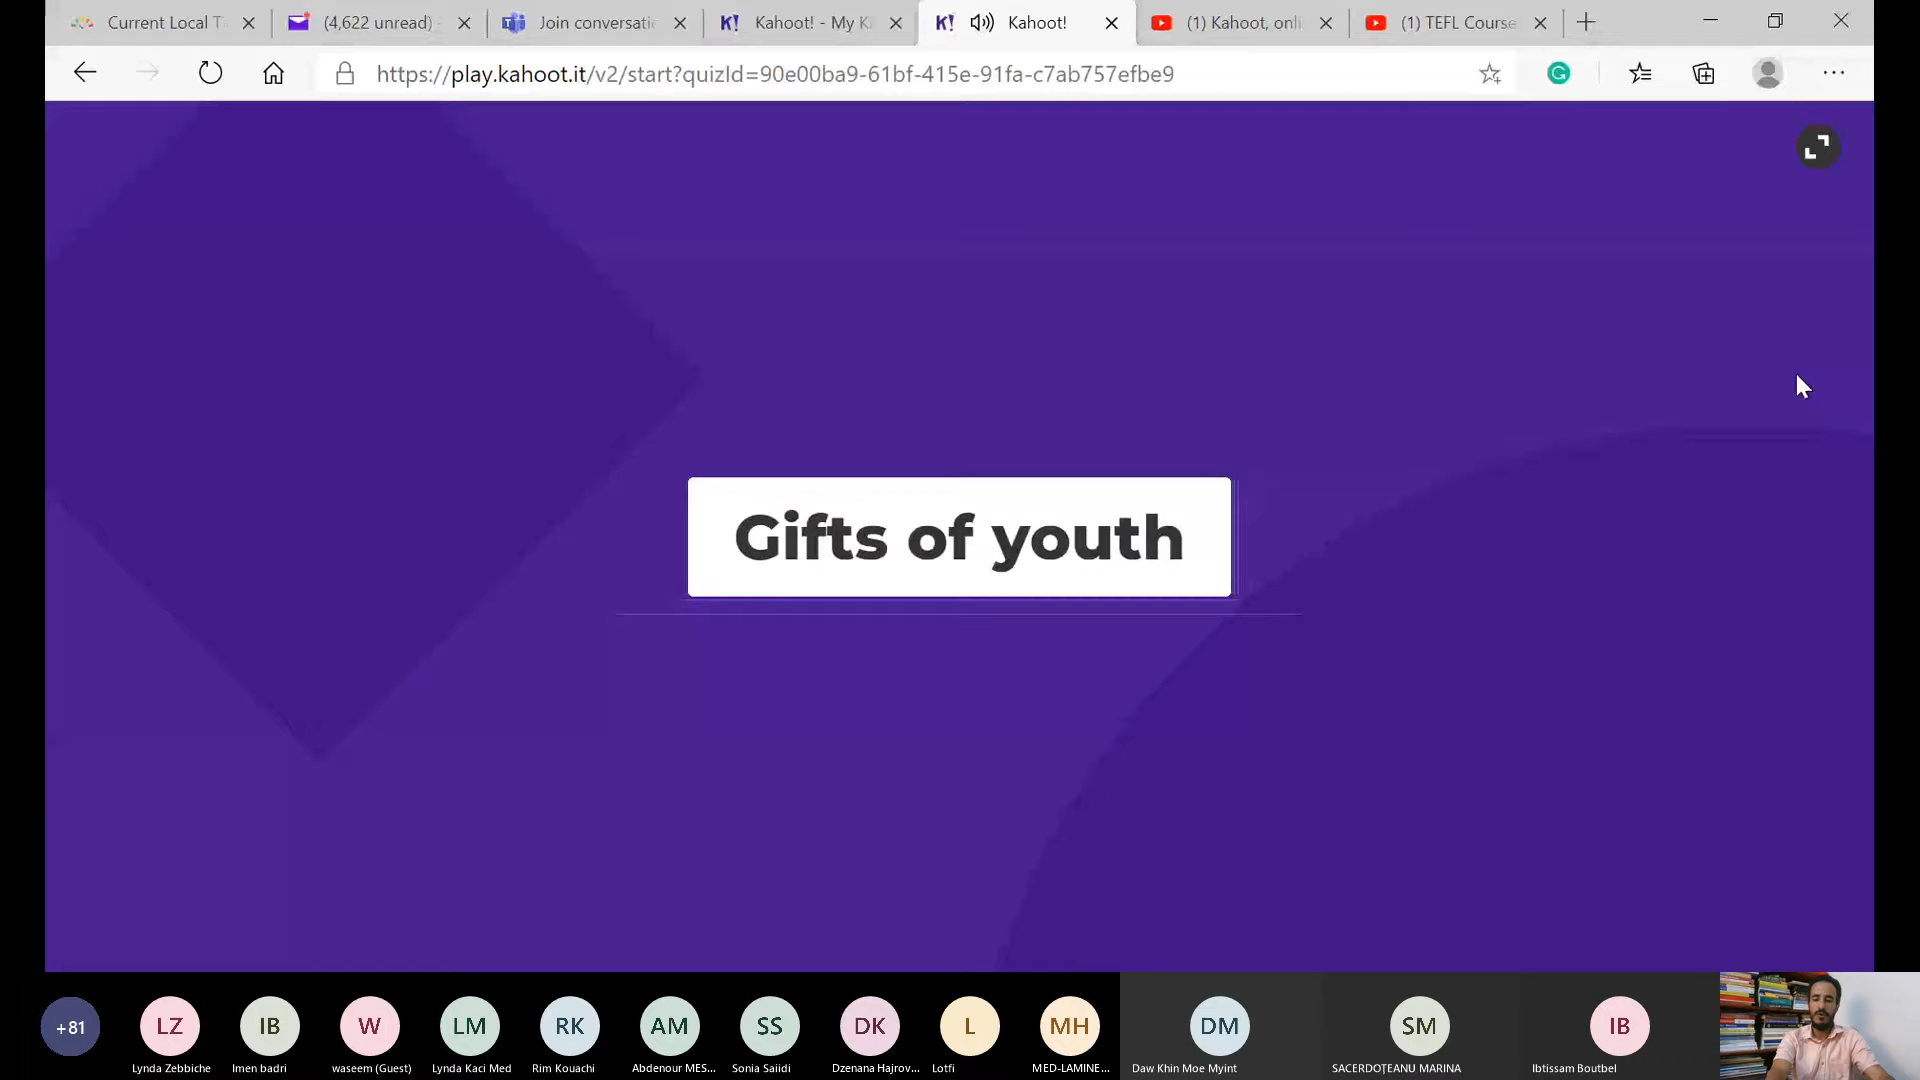 Current Local T
(4,622 unread)
Join conversatic
K! Kahoot! - My K
K! Kahoot!
(1) Kahoot, onli
(1) TEFL Course
https://play.kahoot.it/v2/start?quizId=90e00ba9-61bf-415e-91fa-c7ab757efbe9
G
Gifts of youth
+81
LZ
IB
W
LM
RK
AM
SS
DK
L
MH
DM
SM
IB
Lynda Zebbiche
Imen badri
waseem (Guest)
Lynda Kaci Med
Rim Kouachi
Abdenour MES...
Sonia Saiidi
Dzenana Hajrov...
Lotfi
MED-LAMINE...
Daw Khin Moe Myint
SACERDOȚEANU MARINA
Ibtissam Boutbel